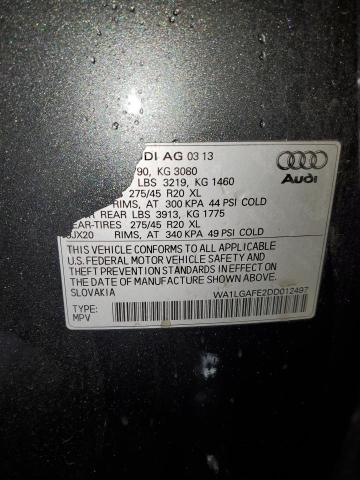 DI AG 03 13
90, KG 3080
275/45 R20 XL
LBS 3219, KG 1460
RIMS, AT 300 KPA 44 PSI COLD
REAR LBS 3913, KG 1775
EAR-TIRES 275/45 R20 XL
JX20 RIMS, AT 340 KPA 49 PSI COLD
THIS VEHICLE CONFORMS TO ALL APPLICABLE
U.S. FEDERAL MOTOR VEHICLE SAFETY AND
THEFT PREVENTION STANDARDS IN EFFECT ON
THE DATE OF MANUFACTURE SHOWN ABOVE.
SLOVAKIA WA1LGAFE2DD012497
TYPE:
MPV
Audi